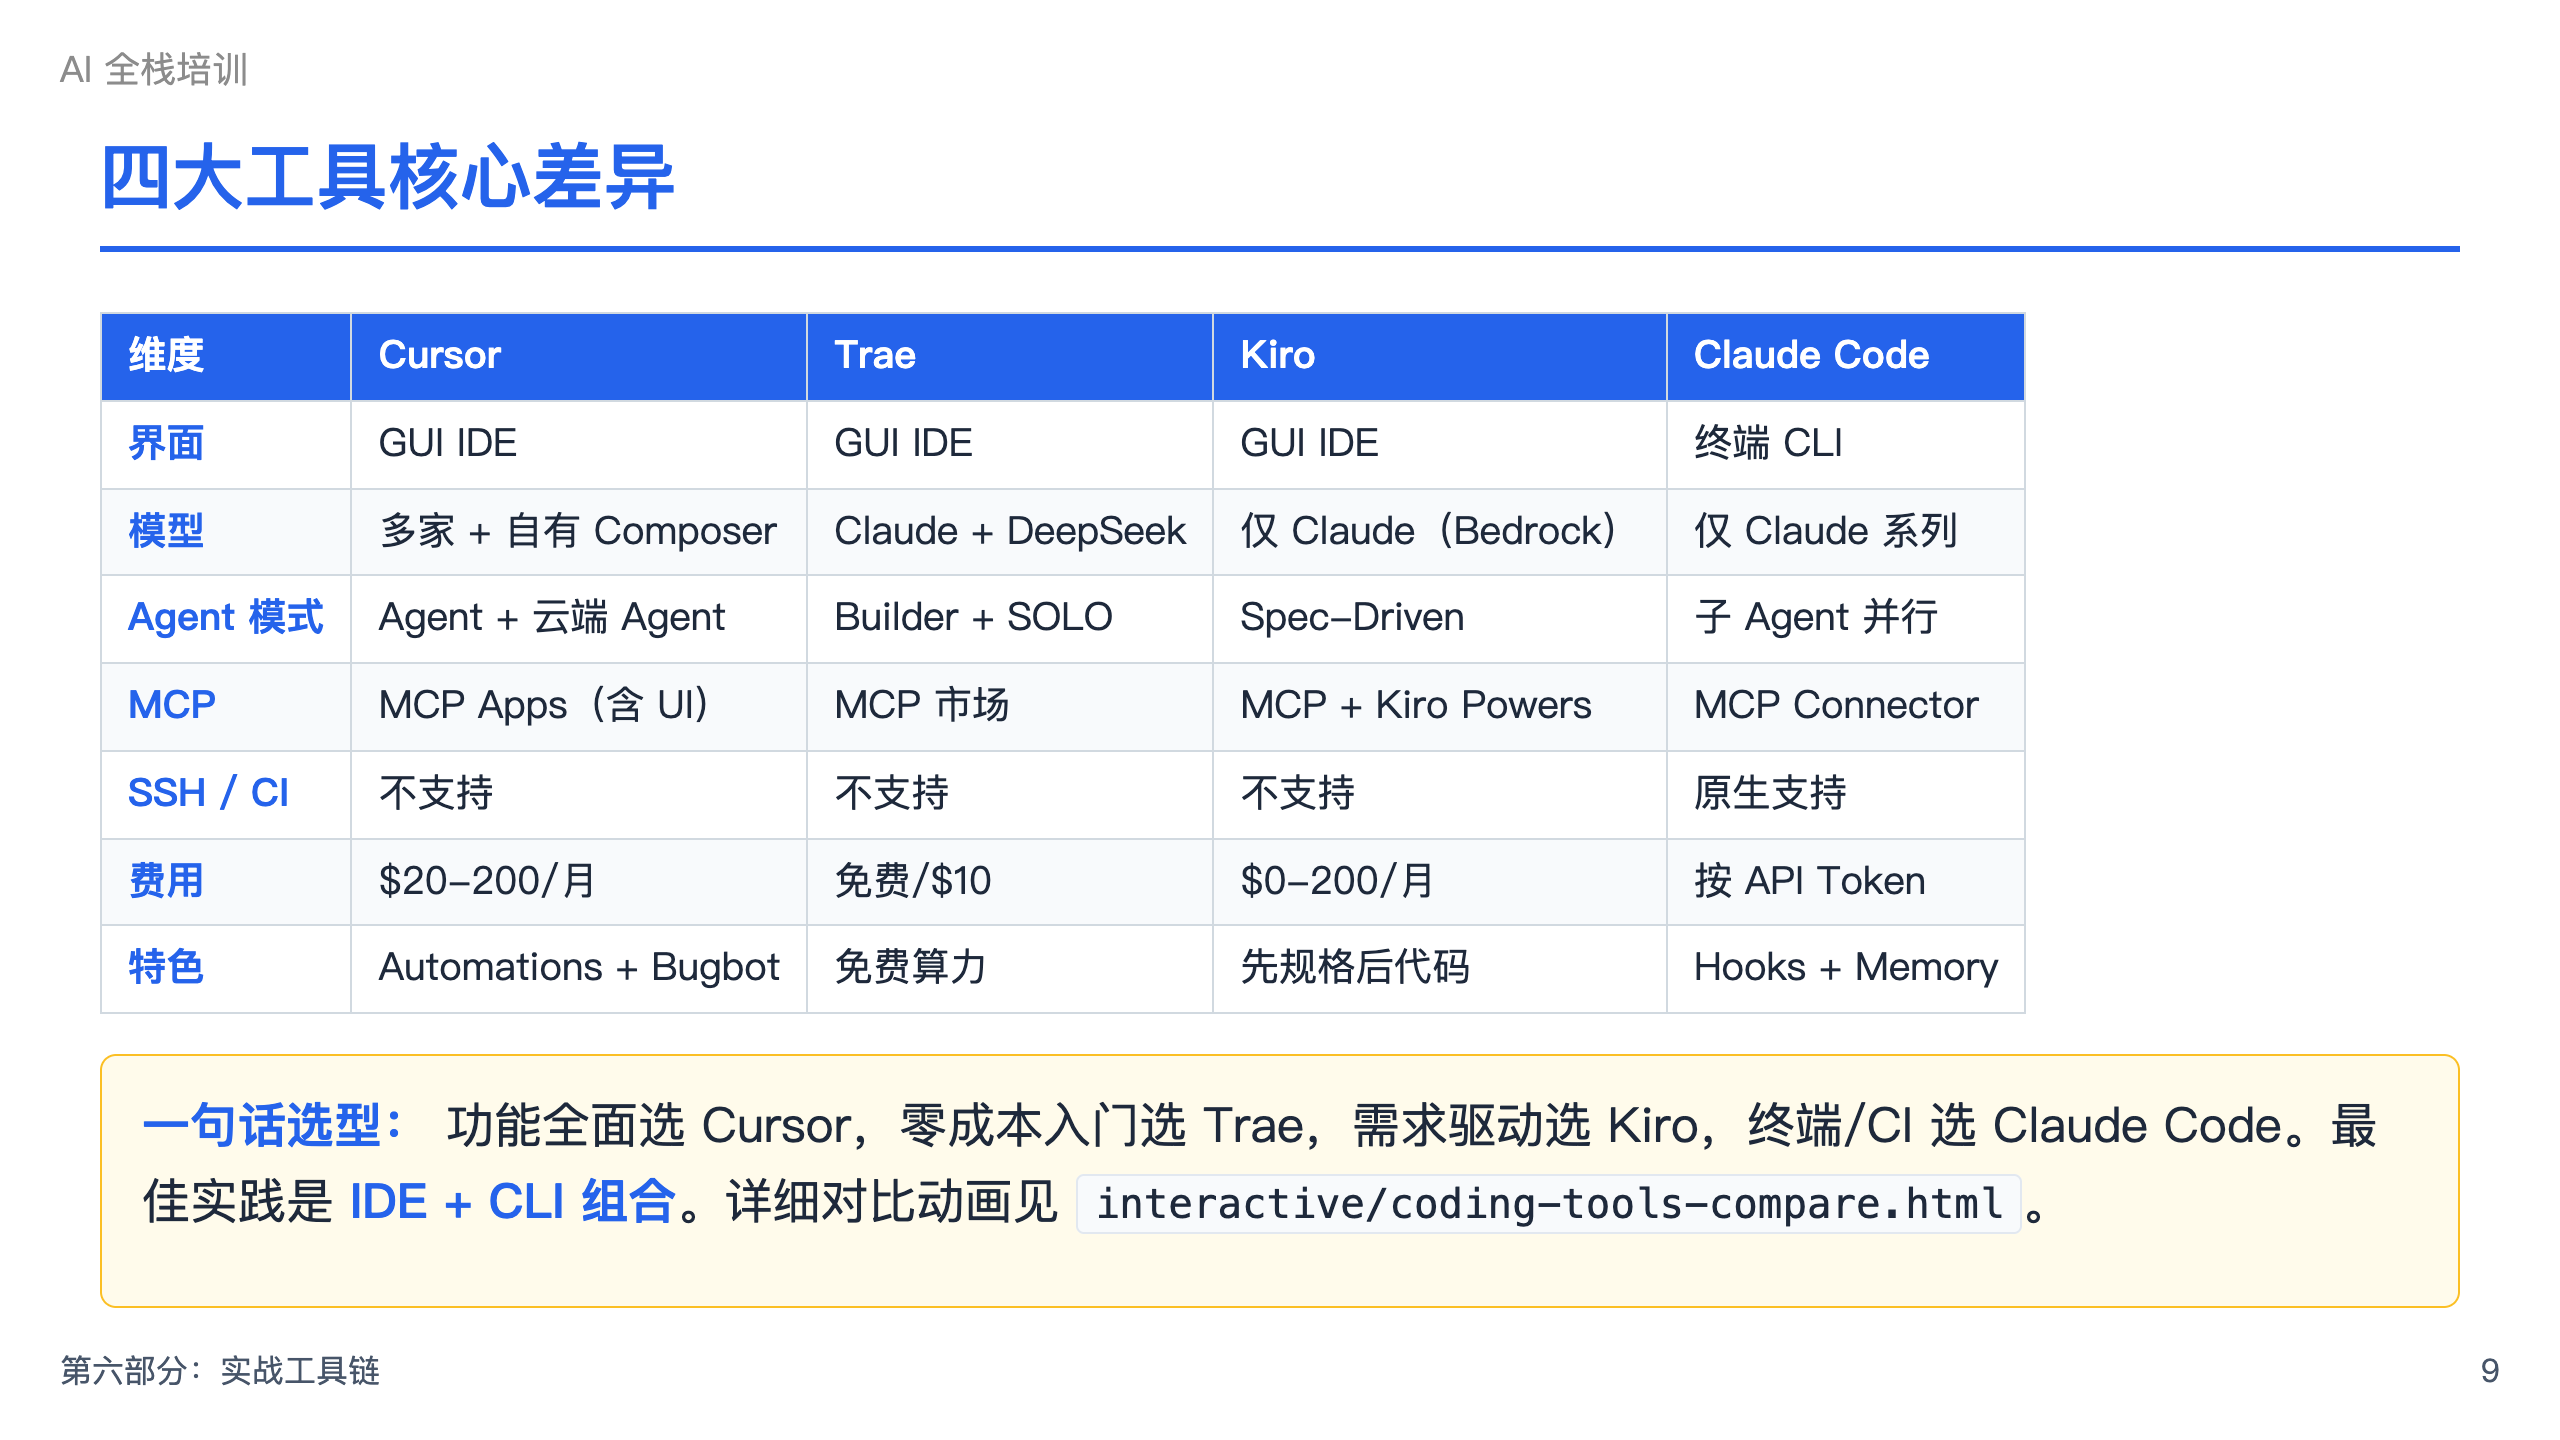 AI 全栈培训
四大工具核心差异
维度 Cursor Trae Kiro Claude Code
界面 GUI IDE GUI IDE GUI IDE 终端 CLI
模型 多家 + 自有 Composer Claude + DeepSeek 仅 Claude（Bedrock） 仅 Claude 系列
Agent 模式 Agent + 云端 Agent Builder + SOLO Spec-Driven 子 Agent 并行
MCP MCP Apps（含 UI） MCP 市场 MCP + Kiro Powers MCP Connector
SSH / CI 不支持 不支持 不支持 原生支持
费用 $20-200/月 免费/$10 $0-200/月 按 API Token
特色 Automations + Bugbot 免费算力 先规格后代码 Hooks + Memory
一句话选型： 功能全面选 Cursor，零成本入门选 Trae，需求驱动选 Kiro，终端/CI 选 Claude Code。最
佳实践是 IDE + CLI 组合。详细对比动画见 interactive/coding-tools-compare.html。
第六部分：实战工具链 9